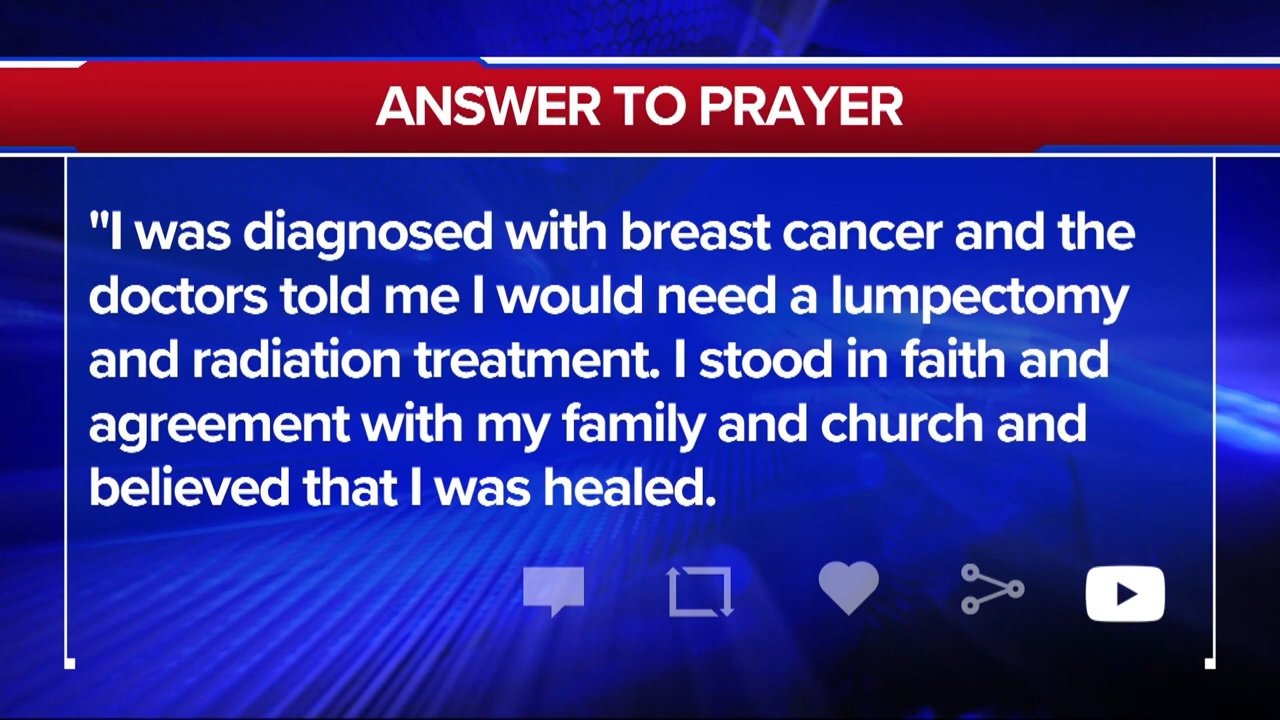 ANSWER TO PRAYER
"I was diagnosed with breast cancer and the
doctors told me I would need a lumpectomy
and radiation treatment. I stood in faith and
agreement with my family and church and
believed that I was healed.